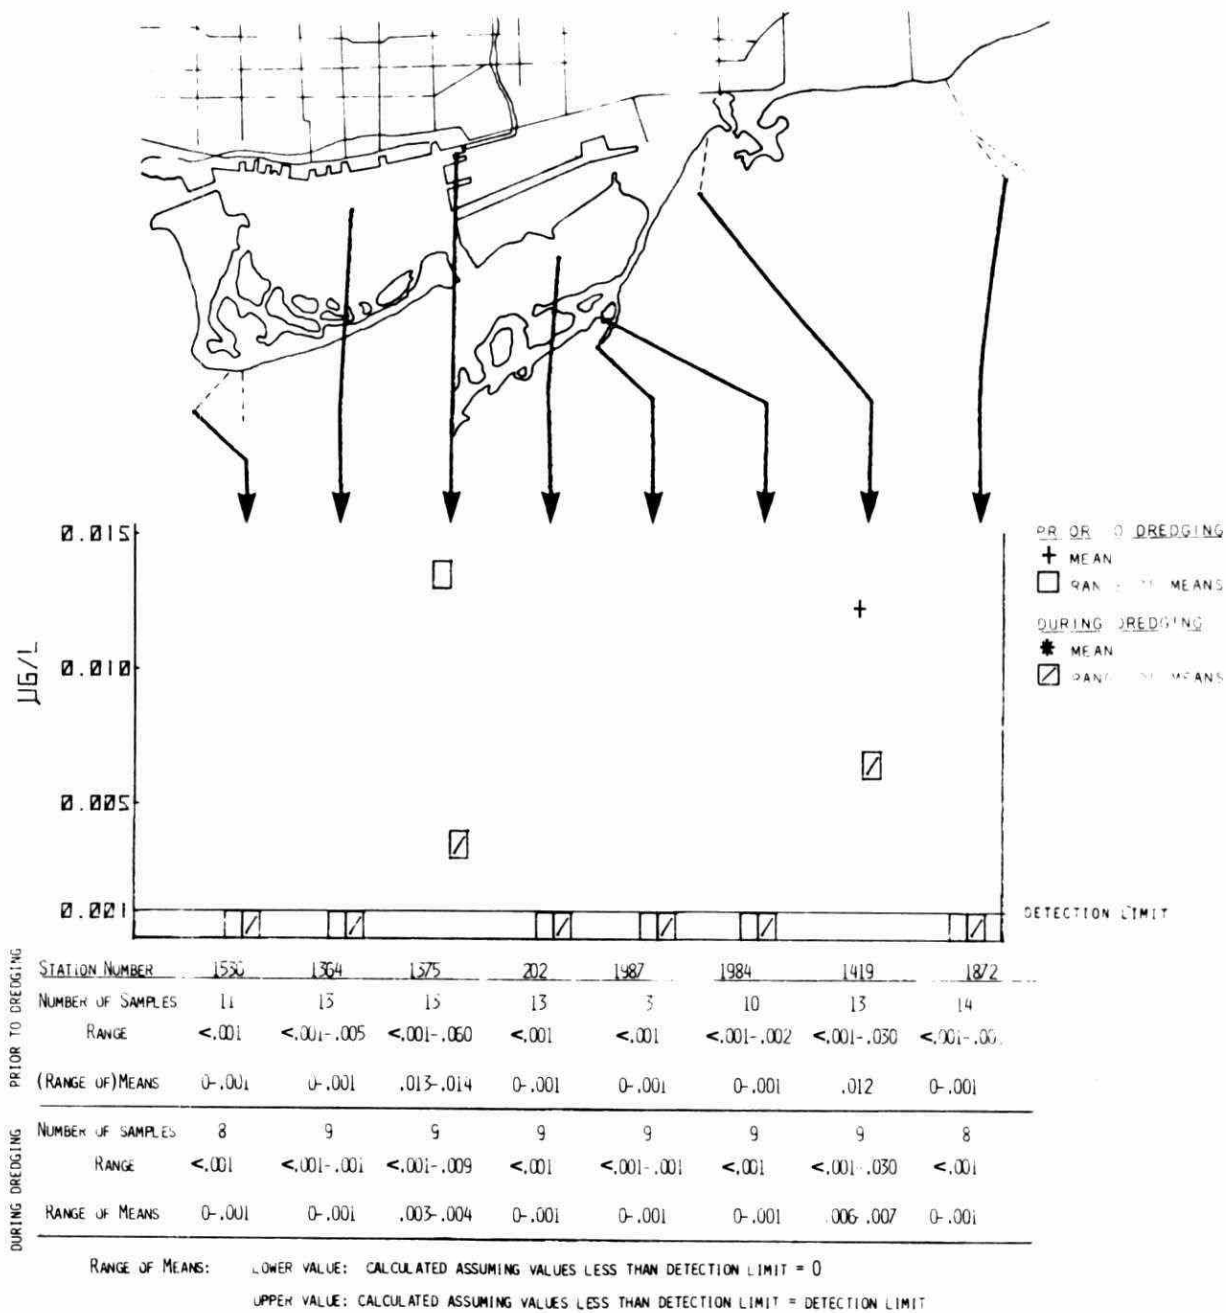 0.015
0.010
0.005
0.001
µG/L
DREDGING
+ MEAN
MEANS
DURING DREDGING
✱ MEAN
MEANS
DETECTION LIMIT
PRIOR TO DREDGING
STATION NUMBER 1364 1375 202 1987 1984 1419 1872
NUMBER OF SAMPLES 11 13 13 10 13 14
RANGE <.001 <.001-.005 <.001-.060 <.001 <.001 <.001-.002 <.001-.030
(RANGE OF)MEANS 0-.001 0-.001 .013-.014 0-.001 0-.001 0-.001 .012 0-.001
DURING DREDGING
NUMBER OF SAMPLES 8 9 9 9 9 9 9 8
RANGE <.001 <.001-.001 <.001-.009 <.001 <.001-.001 <.001 <.001-.030 <.001
RANGE OF MEANS 0-.001 0-.001 .003-.004 0-.001 0-.001 0-.001 .006-.007 0-.001
RANGE OF MEANS: LOWER VALUE: CALCULATED ASSUMING VALUES LESS THAN DETECTION LIMIT = 0
UPPER VALUE: CALCULATED ASSUMING VALUES LESS THAN DETECTION LIMIT = DETECTION LIMIT